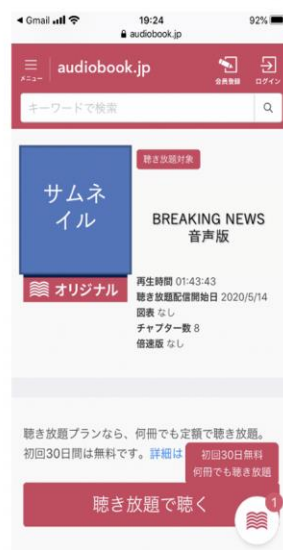 Gmail 19:24 92%
audiobook.jp
メニュー audiobook.jp 会員登録 ログイン
キーワードで検索
聴き放題対象
サムネ
イル
BREAKING NEWS
音声版
オリジナル
再生時間 01:43:43
聴き放題配信開始日 2020/5/14
図表 なし
チャプター数 8
倍速版 なし
聴き放題プランなら、何冊でも定額で聴き放題。
初回30日間は無料です。詳細は
初回30日無料
何冊でも聴き放題
聴き放題で聴く
1